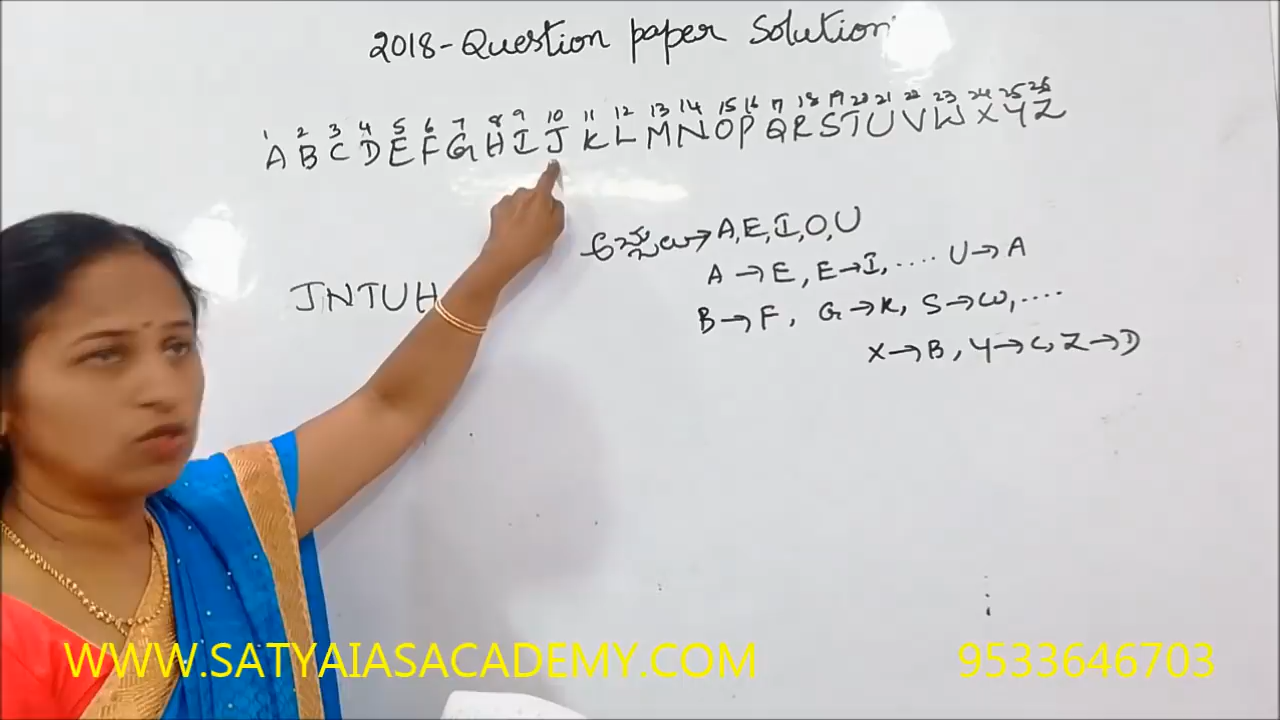 2018-Question paper Solution
1 2 3 4 5 6 7 8 9 10 11 12 13 14 15 16 17 18 19 20 21 22 23 24 25 26
A B C D E F G H I J K L M N O P Q R S T U V W X Y Z
→ A, E, I, O, U
A → E, E → I, .... U → A
JNTUH
B → F, G → K, S → W, ....
X → B, Y → C, Z → D
WWW.SATYAIASACADEMY.COM 9533646703